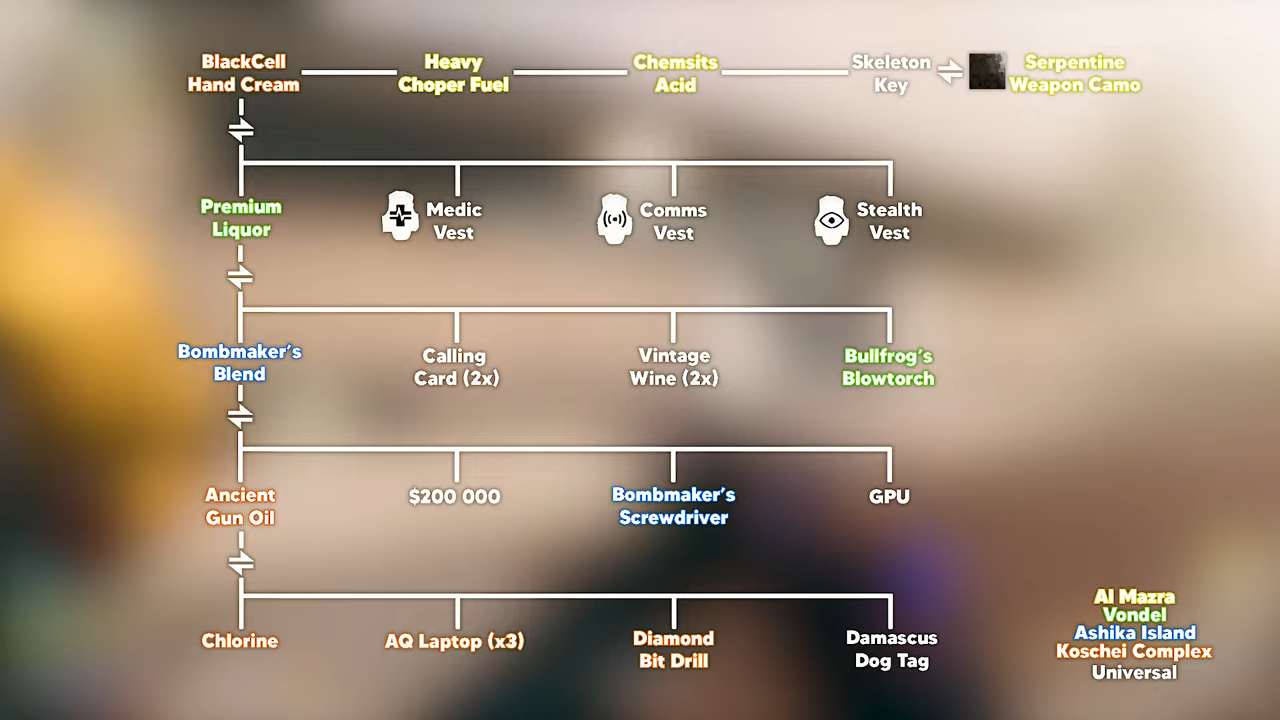 BlackCell
Hand Cream
Heavy
Choper Fuel
Chemsits
Acid
Skeleton
Key
Serpentine
Weapon Camo
Premium
Liquor
Medic
Vest
Comms
Vest
Stealth
Vest
Bombmaker's
Blend
Calling
Card (2x)
Vintage
Wine (2x)
Bullfrog's
Blowtorch
Ancient
Gun Oil
$200 000
Bombmaker's
Screwdriver
GPU
Chlorine
AQ Laptop (x3)
Diamond
Bit Drill
Damascus
Dog Tag
Al Mazra
Vondel
Ashika Island
Koschei Complex
Universal